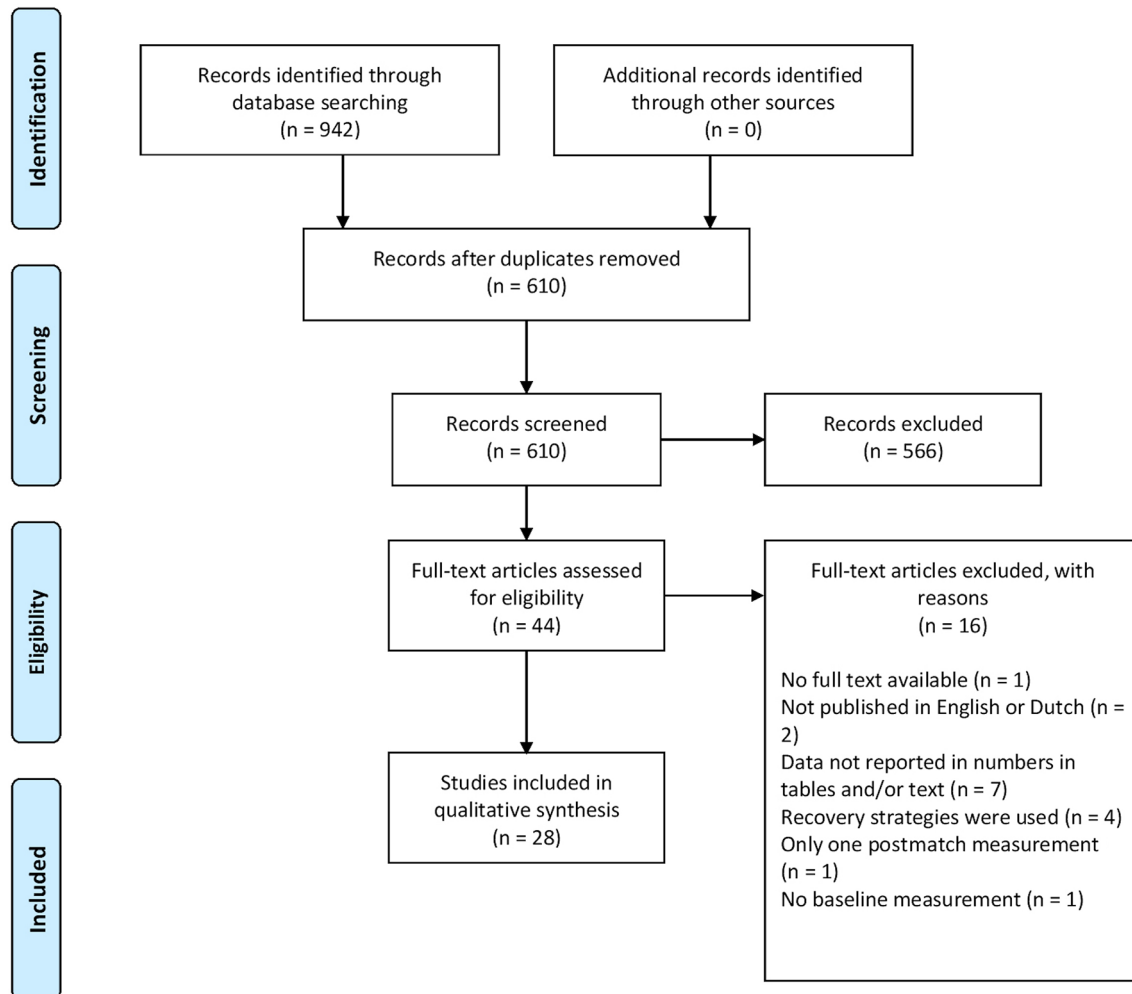 Identification
Records identified through
database searching
(n = 942)
Additional records identified
through other sources
(n = 0)
Records after duplicates removed
(n = 610)
Screening
Records screened
(n = 610)
Records excluded
(n = 566)
Eligibility
Full-text articles assessed
for eligibility
(n = 44)
Full-text articles excluded, with
reasons
(n = 16)
No full text available (n = 1)
Not published in English or Dutch (n =
2)
Data not reported in numbers in
tables and/or text (n = 7)
Recovery strategies were used (n = 4)
Only one postmatch measurement
(n = 1)
No baseline measurement (n = 1)
Included
Studies included in
qualitative synthesis
(n = 28)